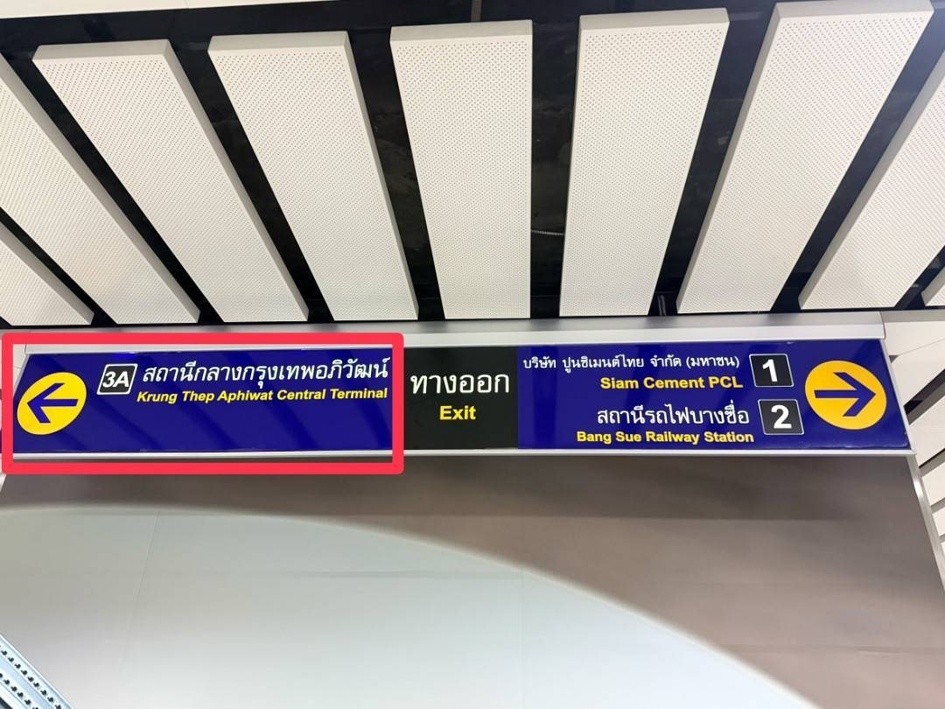 3A สถานีกลางกรุงเทพอภิวัฒน์
Krung Thep Aphiwat Central Terminal
ทางออก
Exit
บริษัท ปูนซิเมนต์ไทย จำกัด (มหาชน) 1
Siam Cement PCL
สถานีรถไฟบางซื่อ 2
Bang Sue Railway Station